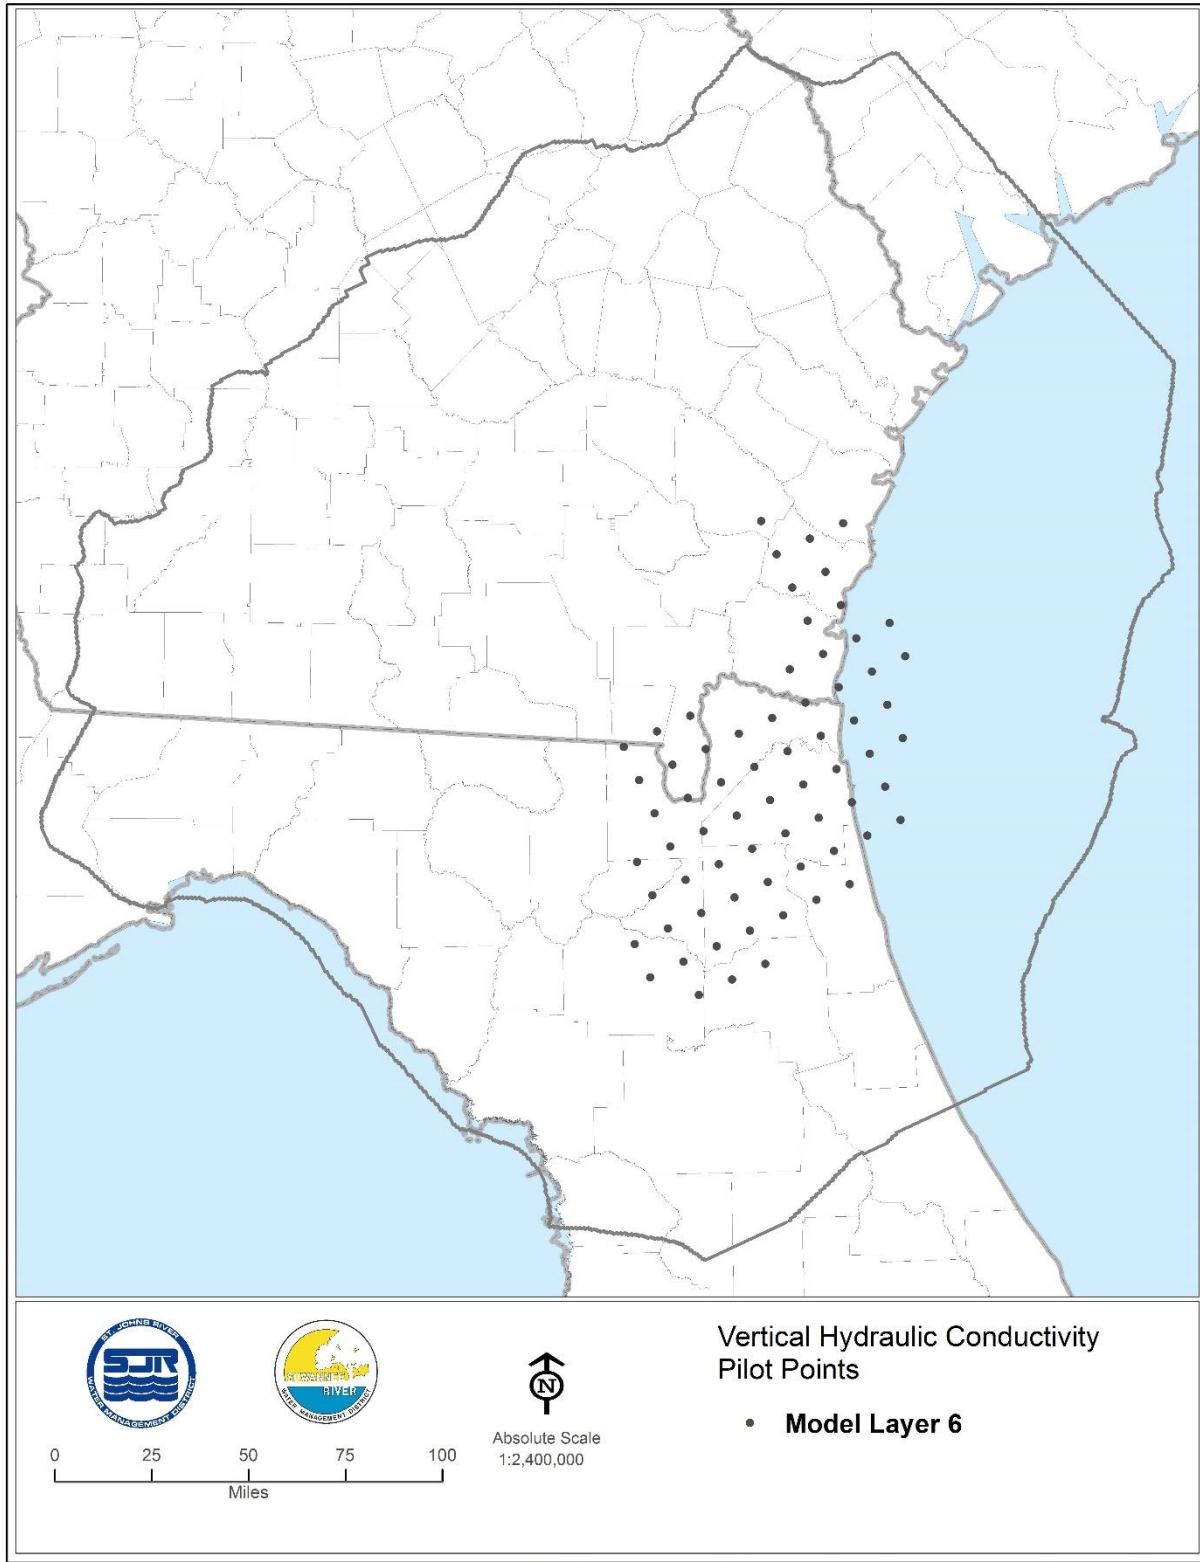 ST. JOHNS RIVER
SJR
WATER MANAGEMENT DISTRICT
SUWANNEE
RIVER
WATER MANAGEMENT DISTRICT
N
Absolute Scale
1:2,400,000
0 25 50 75 100
Miles
Vertical Hydraulic Conductivity
Pilot Points
Model Layer 6